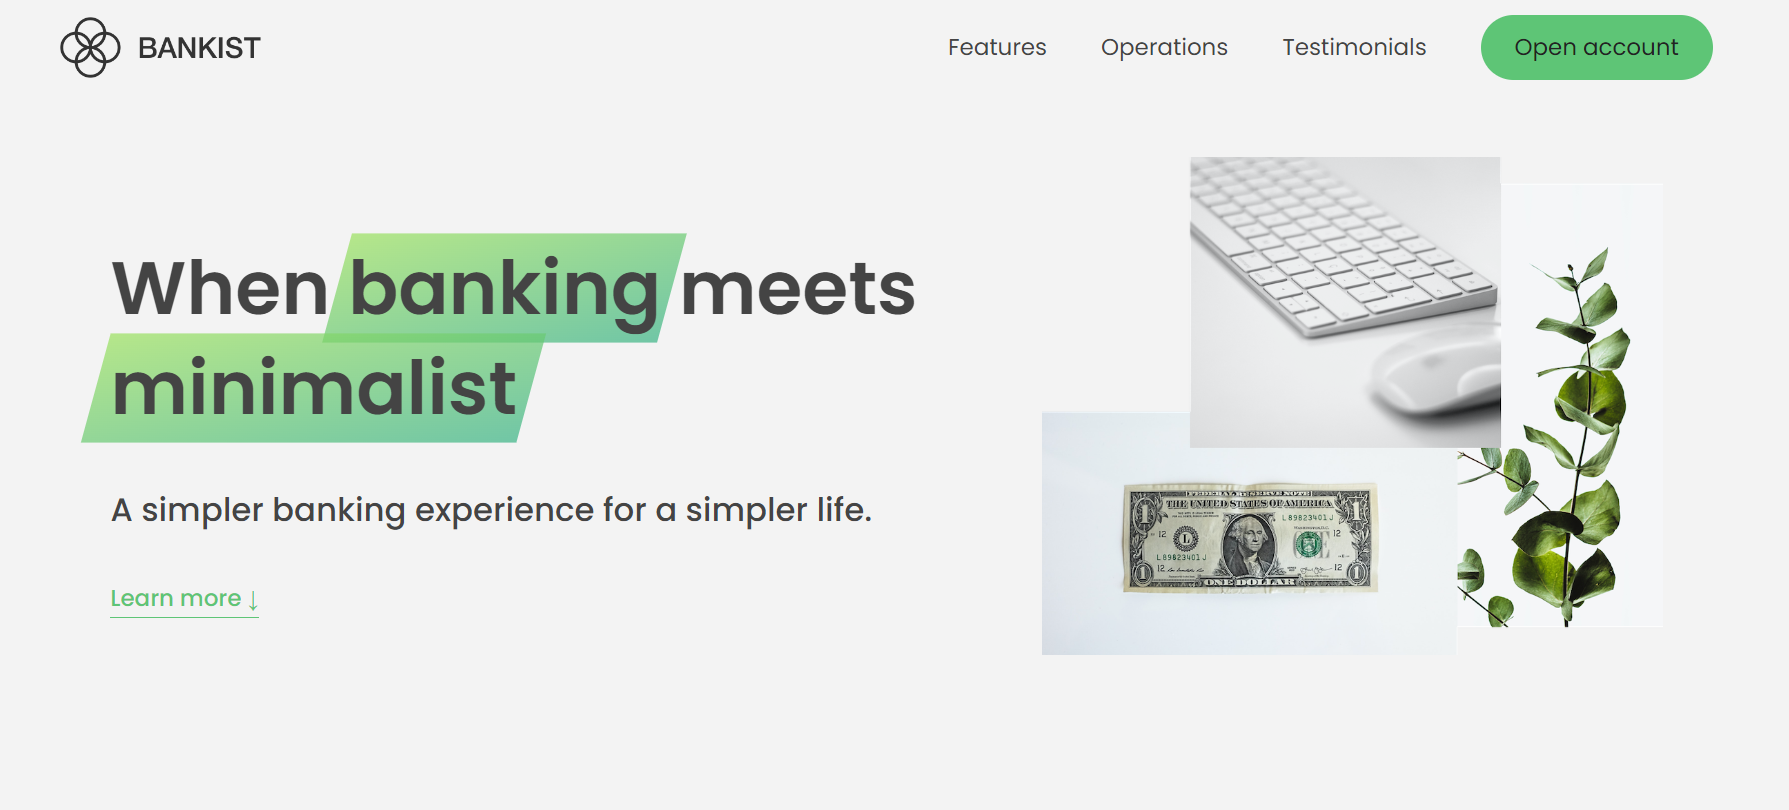 BANKIST
Features
Operations
Testimonials
Open account
When banking meets
minimalist
A simpler banking experience for a simpler life.
Learn more ↓
FEDERAL RESERVE NOTE
THE UNITED STATES OF AMERICA
L 89823401 J
12
12
L
L 89823401 J
12
12
1
1
1
1
ONE DOLLAR